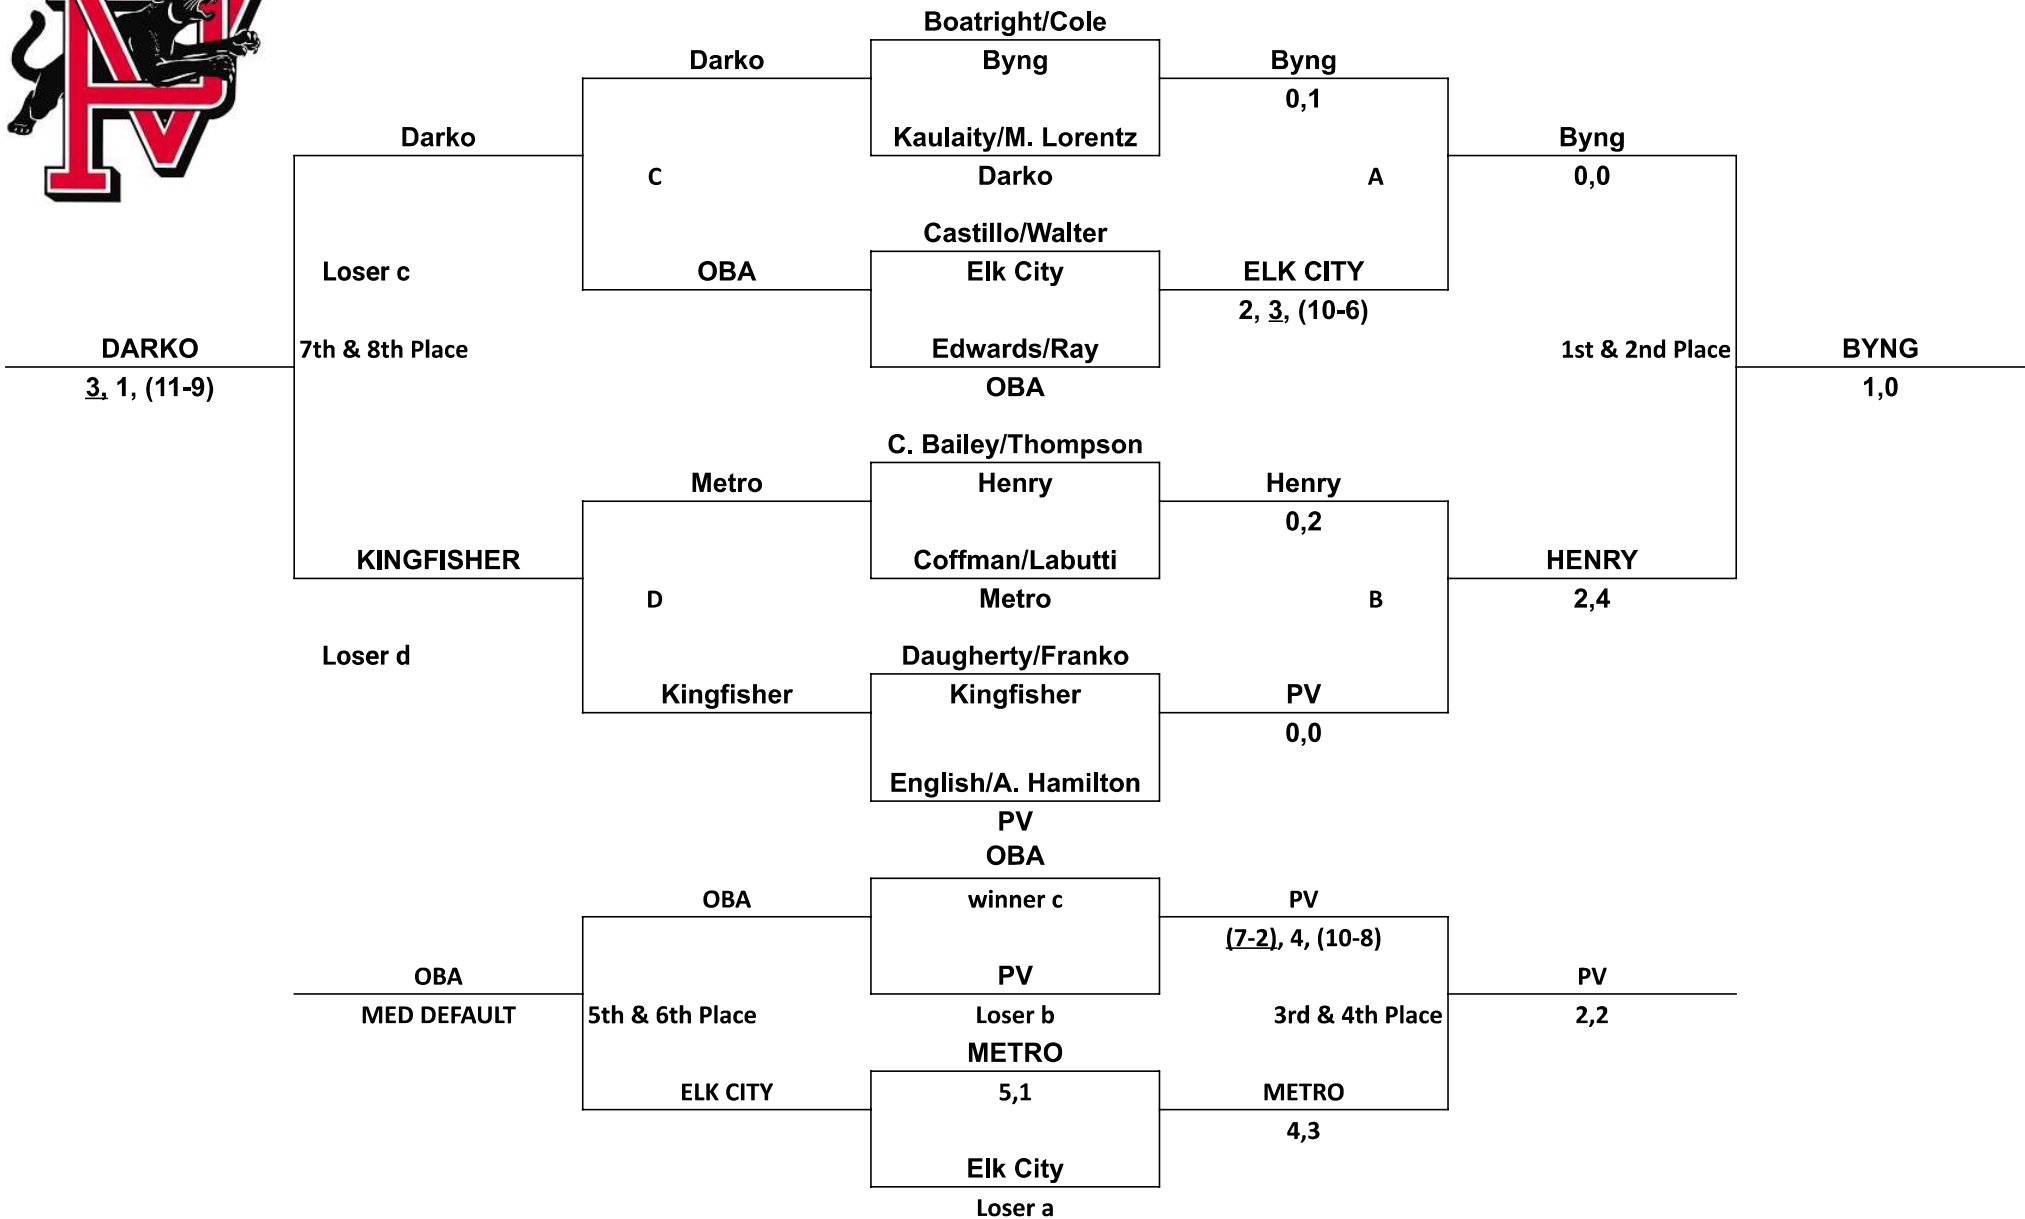 Boatright/Cole
Darko
Byng
Byng
0,1
Darko
Kaulaity/M. Lorentz
Byng
C
Darko
A
0,0
Castillo/Walter
Loser c
OBA
Elk City
ELK CITY
2, 3, (10-6)
DARKO
7th & 8th Place
Edwards/Ray
1st & 2nd Place
BYNG
3, 1, (11-9)
OBA
1,0
C. Bailey/Thompson
Metro
Henry
Henry
0,2
KINGFISHER
Coffman/Labutti
HENRY
D
Metro
B
2,4
Loser d
Daugherty/Franko
Kingfisher
Kingfisher
PV
0,0
English/A. Hamilton
PV
OBA
OBA
winner c
PV
(7-2), 4, (10-8)
OBA
PV
PV
MED DEFAULT
5th & 6th Place
Loser b
3rd & 4th Place
2,2
METRO
ELK CITY
5,1
METRO
4,3
Elk City
Loser a